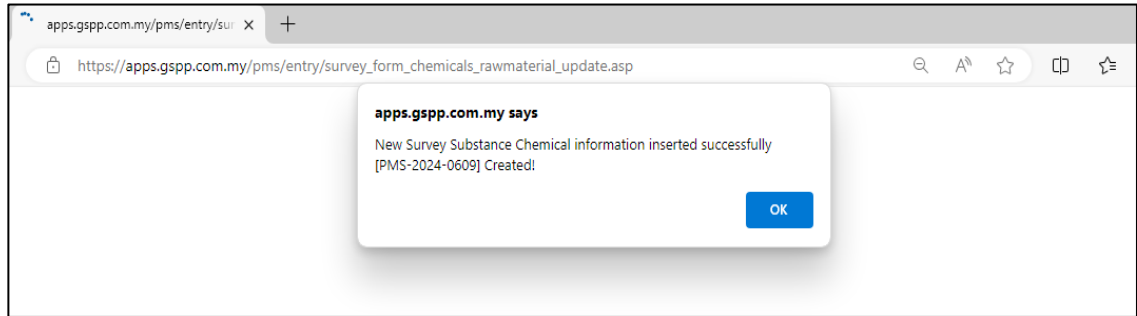 apps.gspp.com.my/pms/entry/sur
https://apps.gspp.com.my/pms/entry/survey_form_chemicals_rawmaterial_update.asp
apps.gspp.com.my says
New Survey Substance Chemical information inserted successfully
[PMS-2024-0609] Created!
OK